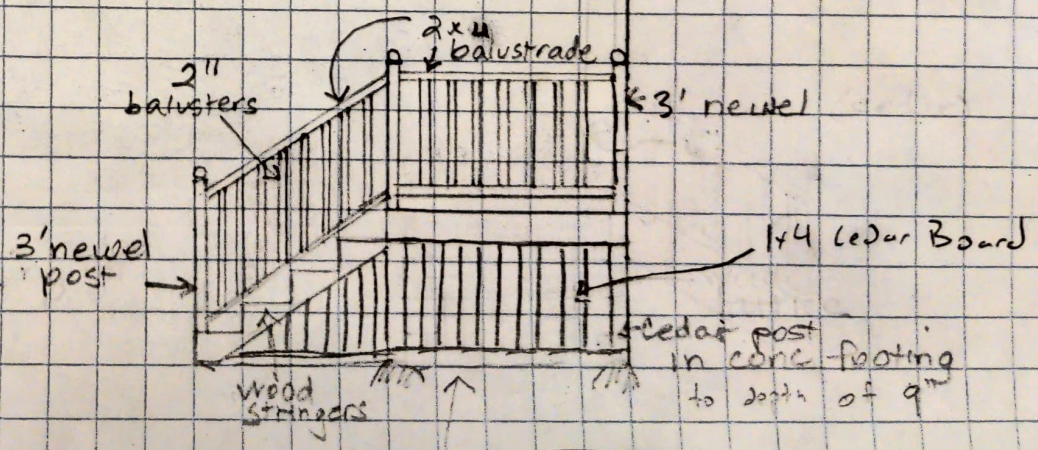 2x4
balustrade
2"
balusters
3' newel
3' newel
post
1x4 Cedar Board
Cedar post
in conc footing
to depth of 9"
wood
stringers